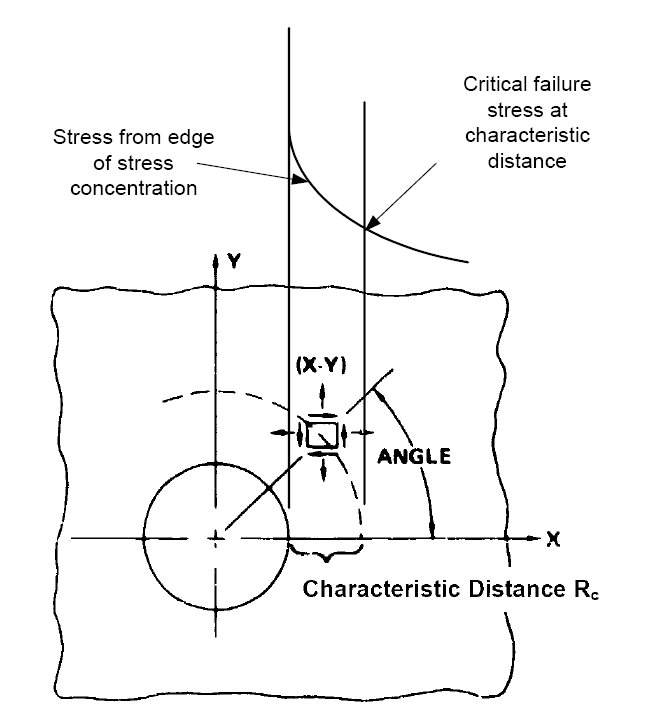 Critical failure
stress at
characteristic
distance
Stress from edge
of stress
concentration
Y
(X-Y)
ANGLE
X
Characteristic Distance Rc